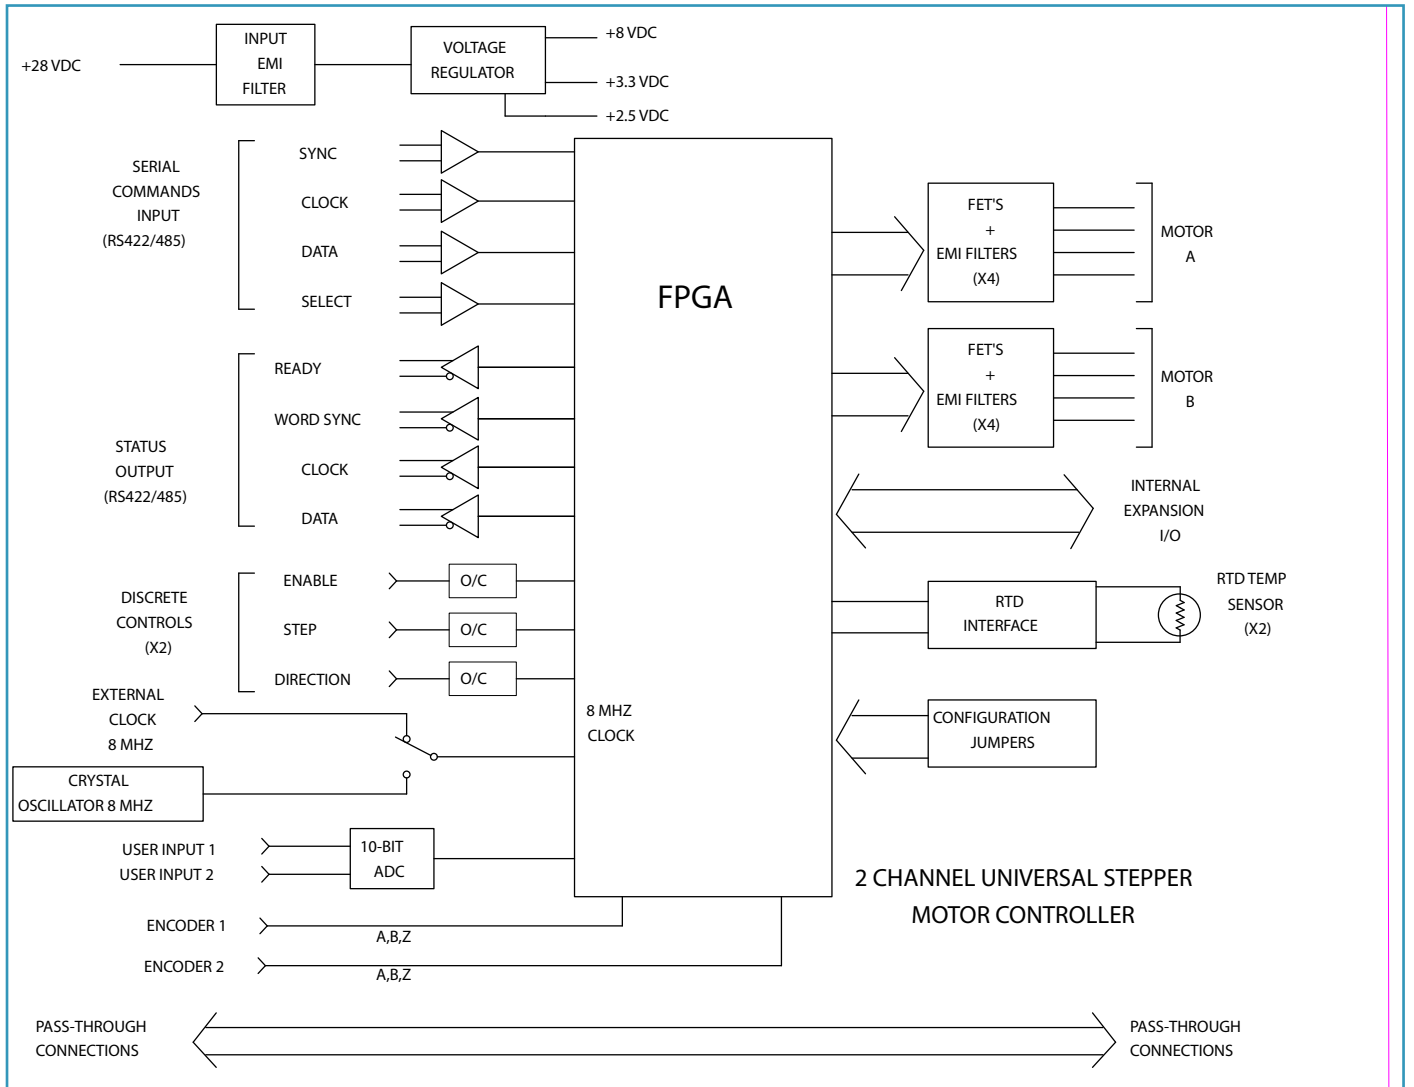 +28 VDC
INPUT
EMI
FILTER
VOLTAGE
REGULATOR
+8 VDC
+3.3 VDC
+2.5 VDC
SERIAL
COMMANDS
INPUT
(RS422/485)
SYNC
CLOCK
DATA
SELECT
STATUS
OUTPUT
(RS422/485)
READY
WORD SYNC
CLOCK
DATA
DISCRETE
CONTROLS
(X2)
ENABLE
O/C
STEP
O/C
DIRECTION
O/C
EXTERNAL
CLOCK
8 MHZ
CRYSTAL
OSCILLATOR 8 MHZ
8 MHZ
CLOCK
USER INPUT 1
USER INPUT 2
10-BIT
ADC
ENCODER 1
A,B,Z
ENCODER 2
A,B,Z
FPGA
FET'S
+
EMI FILTERS
(X4)
MOTOR
A
FET'S
+
EMI FILTERS
(X4)
MOTOR
B
INTERNAL
EXPANSION
I/O
RTD
INTERFACE
RTD TEMP
SENSOR
(X2)
CONFIGURATION
JUMPERS
2 CHANNEL UNIVERSAL STEPPER
MOTOR CONTROLLER
PASS-THROUGH
CONNECTIONS
PASS-THROUGH
CONNECTIONS